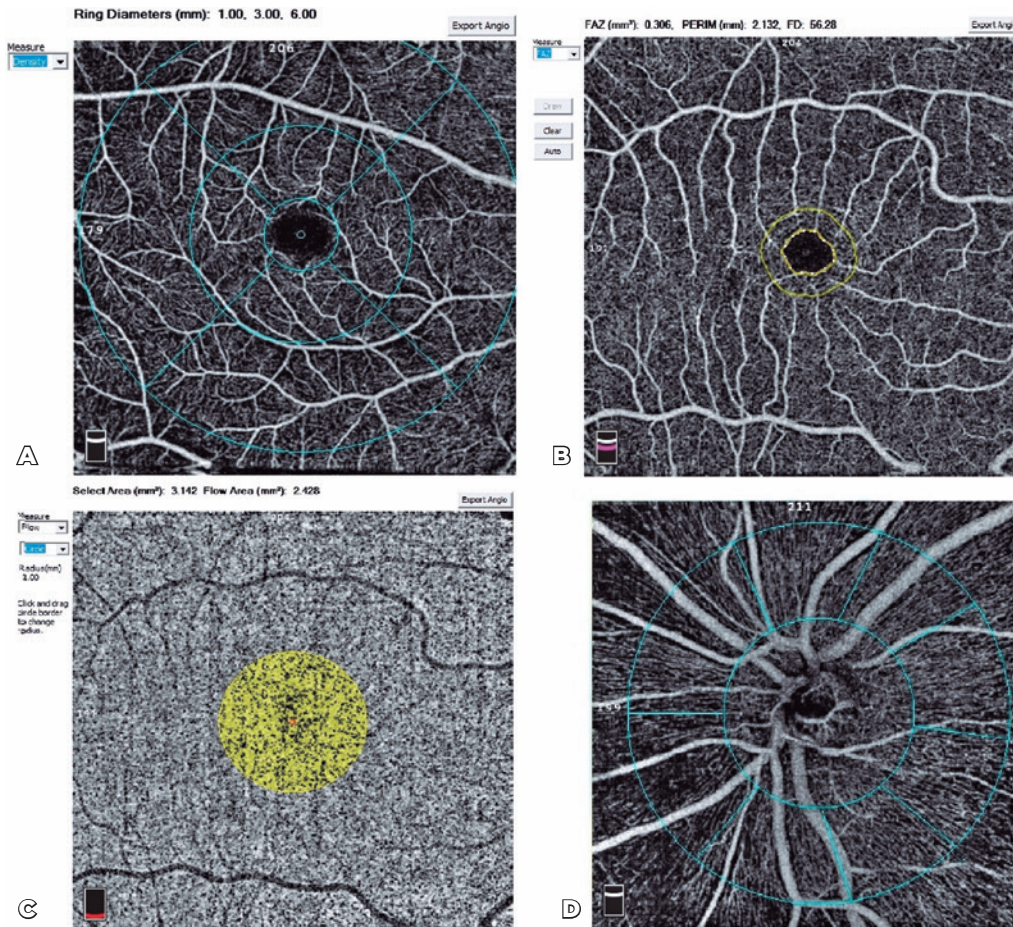 Ring Diameters (mm): 1.00, 3.00, 6.00
Export Angio
Measure
Density
206
A
FAZ (mm²): 0.306, PERIM (mm): 2.132, FD: 56.28
Export Angi
Measure
FAZ
Draw
Clear
Auto
B
Select Area (mm²): 3.142 Flow Area (mm²): 2.428
Export Angio
Measure
Flow
Radius(mm)
1.00
Click and drag
circle border
to change
radius.
C
211
D